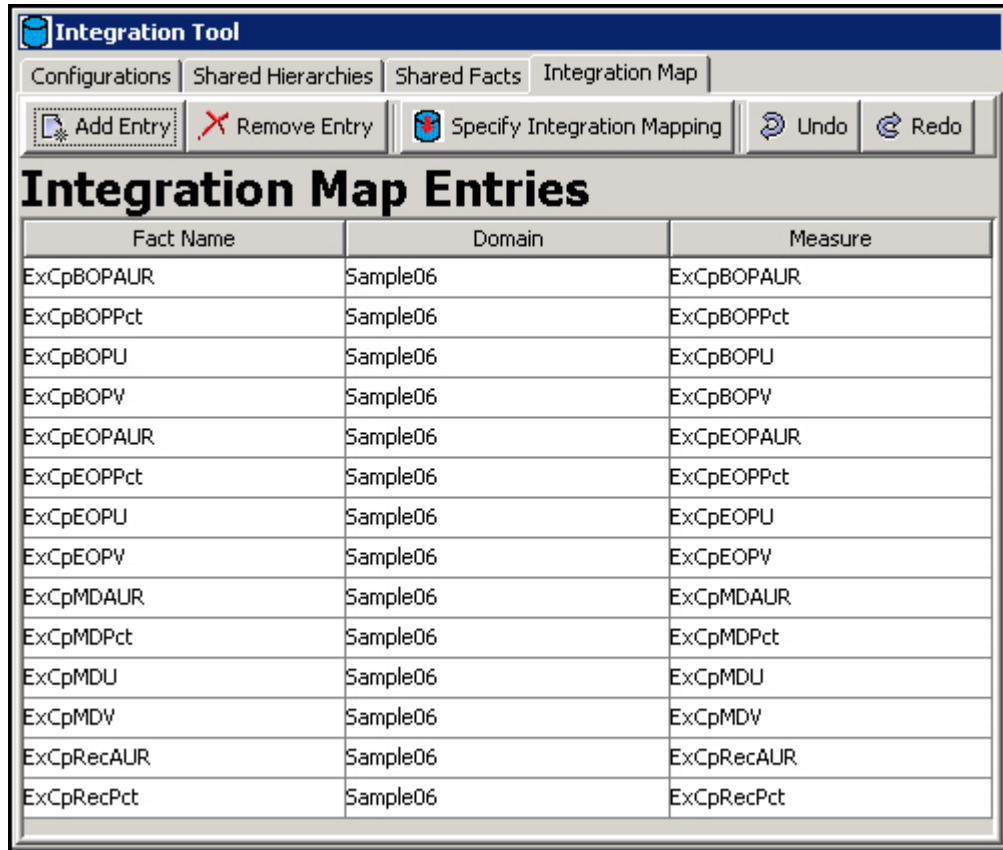 Integration Tool
Configurations Shared Hierarchies Shared Facts Integration Map
Add Entry Remove Entry Specify Integration Mapping Undo Redo
Integration Map Entries
Fact Name Domain Measure
ExCpBOPAUR Sample06 ExCpBOPAUR
ExCpBOPPct Sample06 ExCpBOPPct
ExCpBOPU Sample06 ExCpBOPU
ExCpBOPV Sample06 ExCpBOPV
ExCpEOPAUR Sample06 ExCpEOPAUR
ExCpEOPPct Sample06 ExCpEOPPct
ExCpEOPU Sample06 ExCpEOPU
ExCpEOPV Sample06 ExCpEOPV
ExCpMDAUR Sample06 ExCpMDAUR
ExCpMDPct Sample06 ExCpMDPct
ExCpMDU Sample06 ExCpMDU
ExCpMDV Sample06 ExCpMDV
ExCpRecAUR Sample06 ExCpRecAUR
ExCpRecPct Sample06 ExCpRecPct